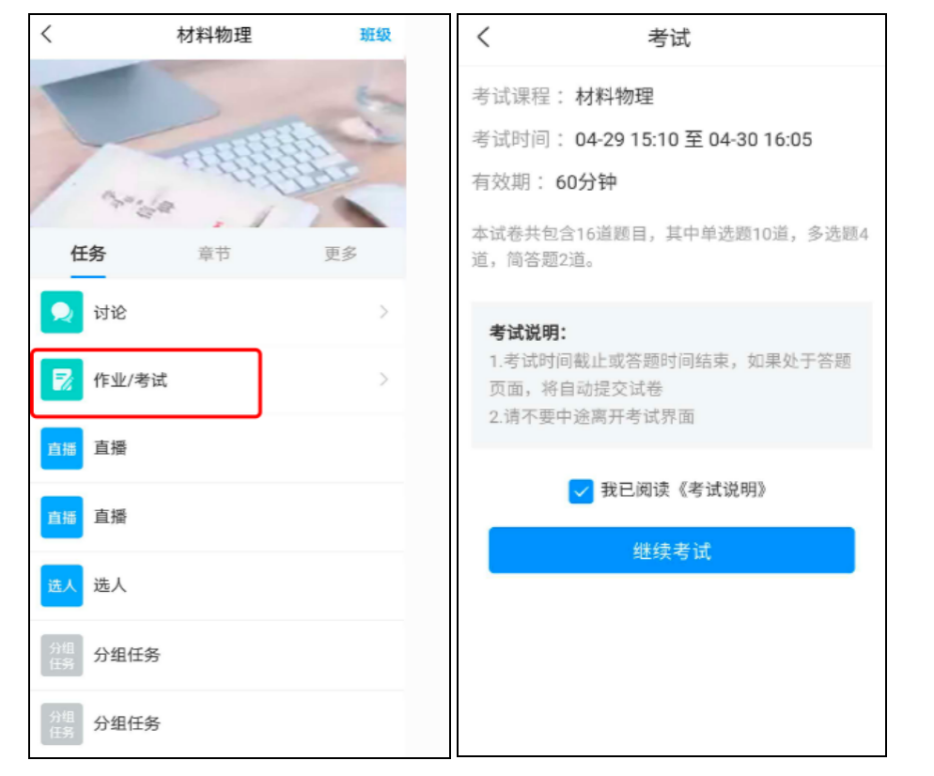 材料物理
班级
任务
章节
更多
讨论
作业/考试
直播
直播
直播
直播
选人
选人
分组
任务
分组任务
分组
任务
分组任务
考试
考试课程： 材料物理
考试时间： 04-29 15:10 至 04-30 16:05
有效期： 60分钟
本试卷共包含16道题目，其中单选题10道，多选题4
道，简答题2道。
考试说明：
1.考试时间截止或答题时间结束，如果处于答题
页面，将自动提交试卷
2.请不要中途离开考试界面
我已阅读《考试说明》
继续考试